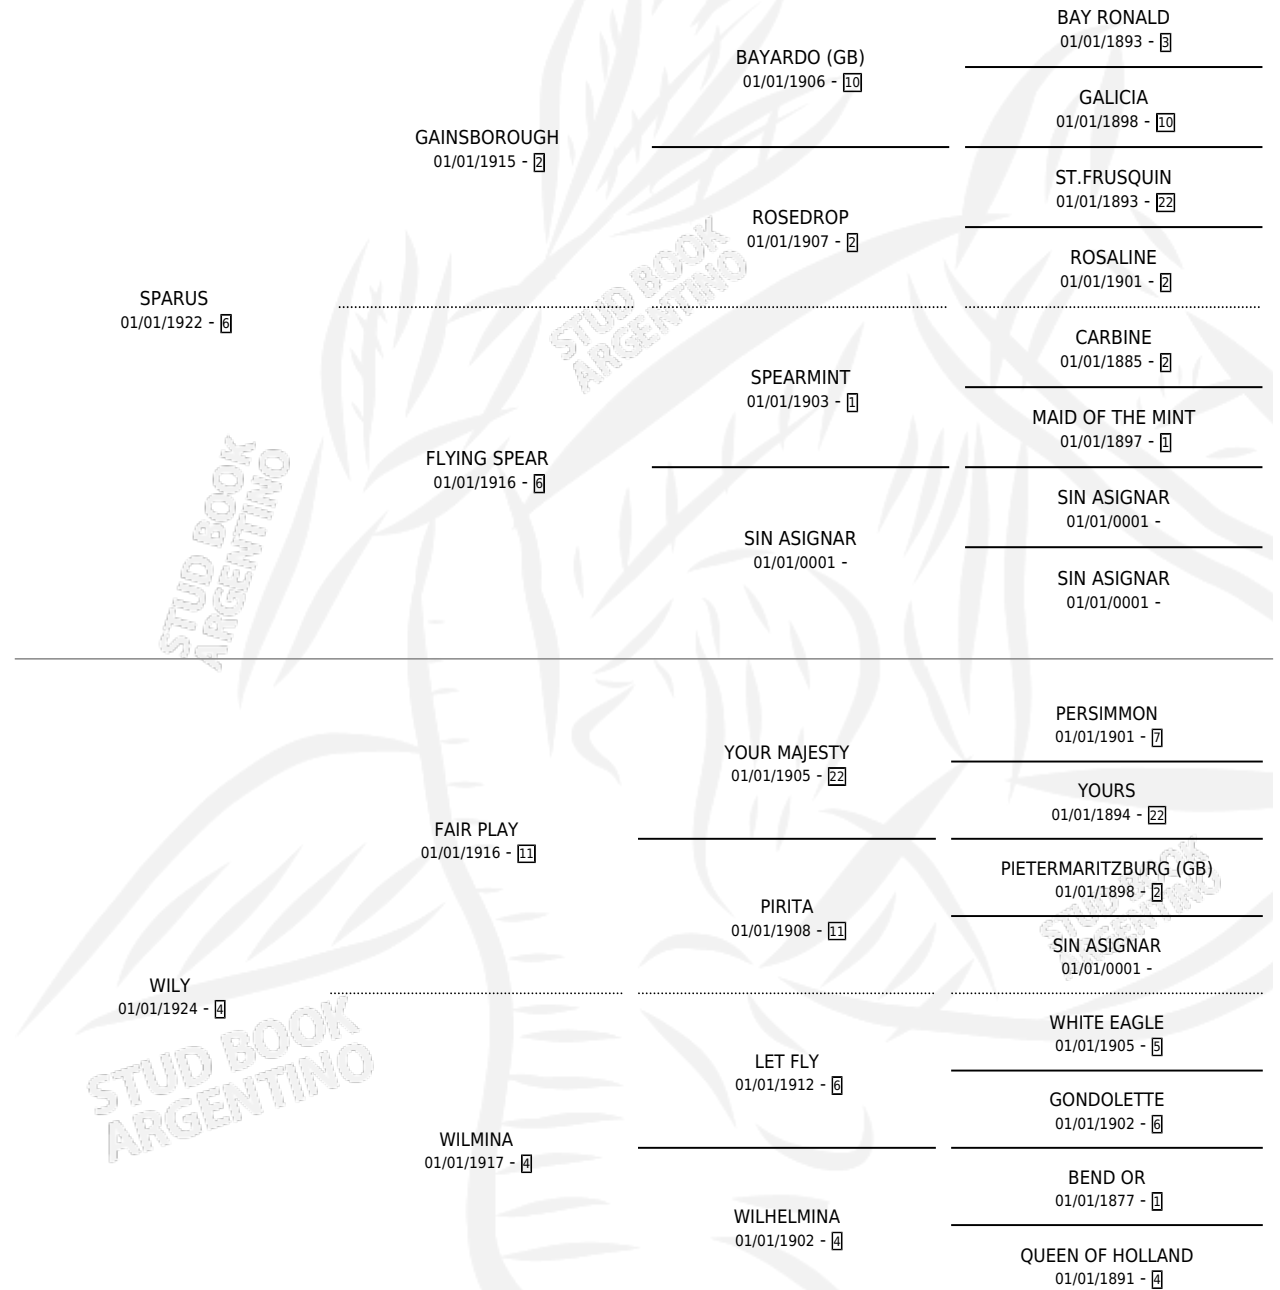 BAY RONALD
01/01/1893 - 3
BAYARDO (GB)
01/01/1906 - 10
GALICIA
01/01/1898 - 10
GAINSBOROUGH
01/01/1915 - 2
ST.FRUSQUIN
01/01/1893 - 22
ROSEDROP
01/01/1907 - 2
ROSALINE
01/01/1901 - 2
SPARUS
01/01/1922 - 6
CARBINE
01/01/1885 - 2
SPEARMINT
01/01/1903 - 1
MAID OF THE MINT
01/01/1897 - 1
FLYING SPEAR
01/01/1916 - 6
SIN ASIGNAR
01/01/0001 -
SIN ASIGNAR
01/01/0001 -
SIN ASIGNAR
01/01/0001 -
PERSIMMON
01/01/1901 - 7
YOUR MAJESTY
01/01/1905 - 22
YOURS
01/01/1894 - 22
FAIR PLAY
01/01/1916 - 11
PIETERMARITZBURG (GB)
01/01/1898 - 2
PIRITA
01/01/1908 - 11
SIN ASIGNAR
01/01/0001 -
WILY
01/01/1924 - 4
WHITE EAGLE
01/01/1905 - 5
LET FLY
01/01/1912 - 6
GONDOLETTE
01/01/1902 - 6
WILMINA
01/01/1917 - 4
BEND OR
01/01/1877 - 1
WILHELMINA
01/01/1902 - 4
QUEEN OF HOLLAND
01/01/1891 - 4
STUD BOOK
ARGENTINO
STUD BOOK
ARGENTINO
STUD BOOK
ARGENTINO
STUD BOOK
ARGENTINO